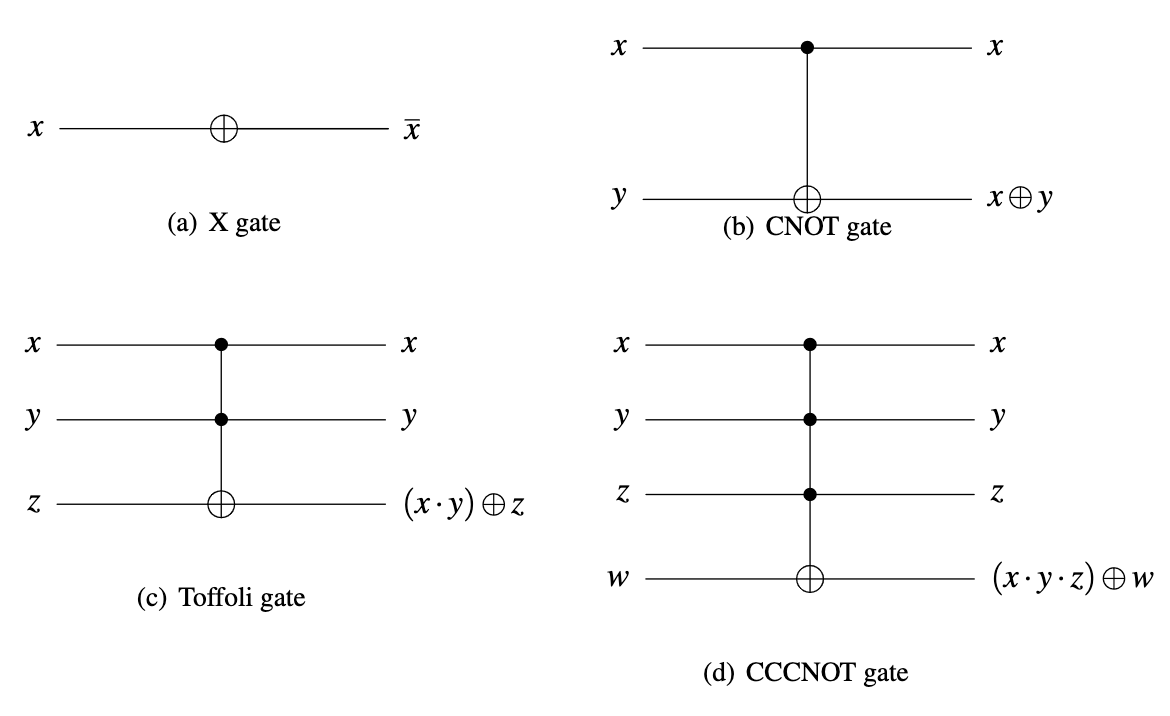 x x̅
(a) X gate
x x
y x ⊕ y
(b) CNOT gate
x x
y y
z (x · y) ⊕ z
(c) Toffoli gate
x x
y y
z z
w (x · y · z) ⊕ w
(d) CCCNOT gate